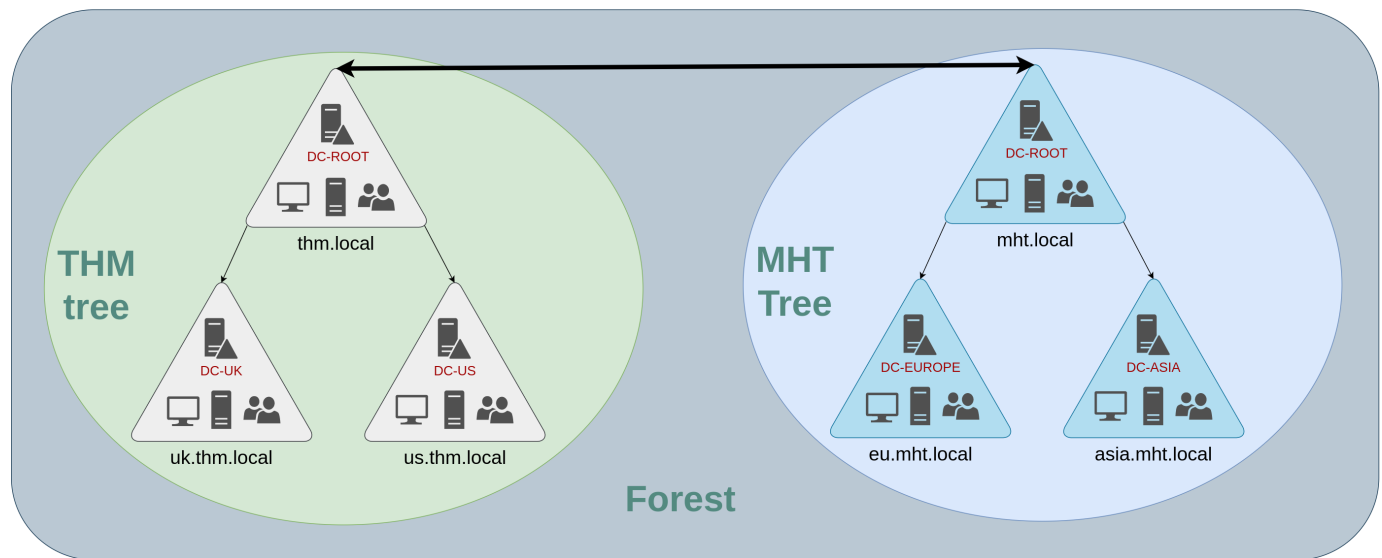 DC-ROOT
thm.local
THM
tree
DC-UK
uk.thm.local
DC-US
us.thm.local
DC-ROOT
mht.local
MHT
Tree
DC-EUROPE
eu.mht.local
DC-ASIA
asia.mht.local
Forest